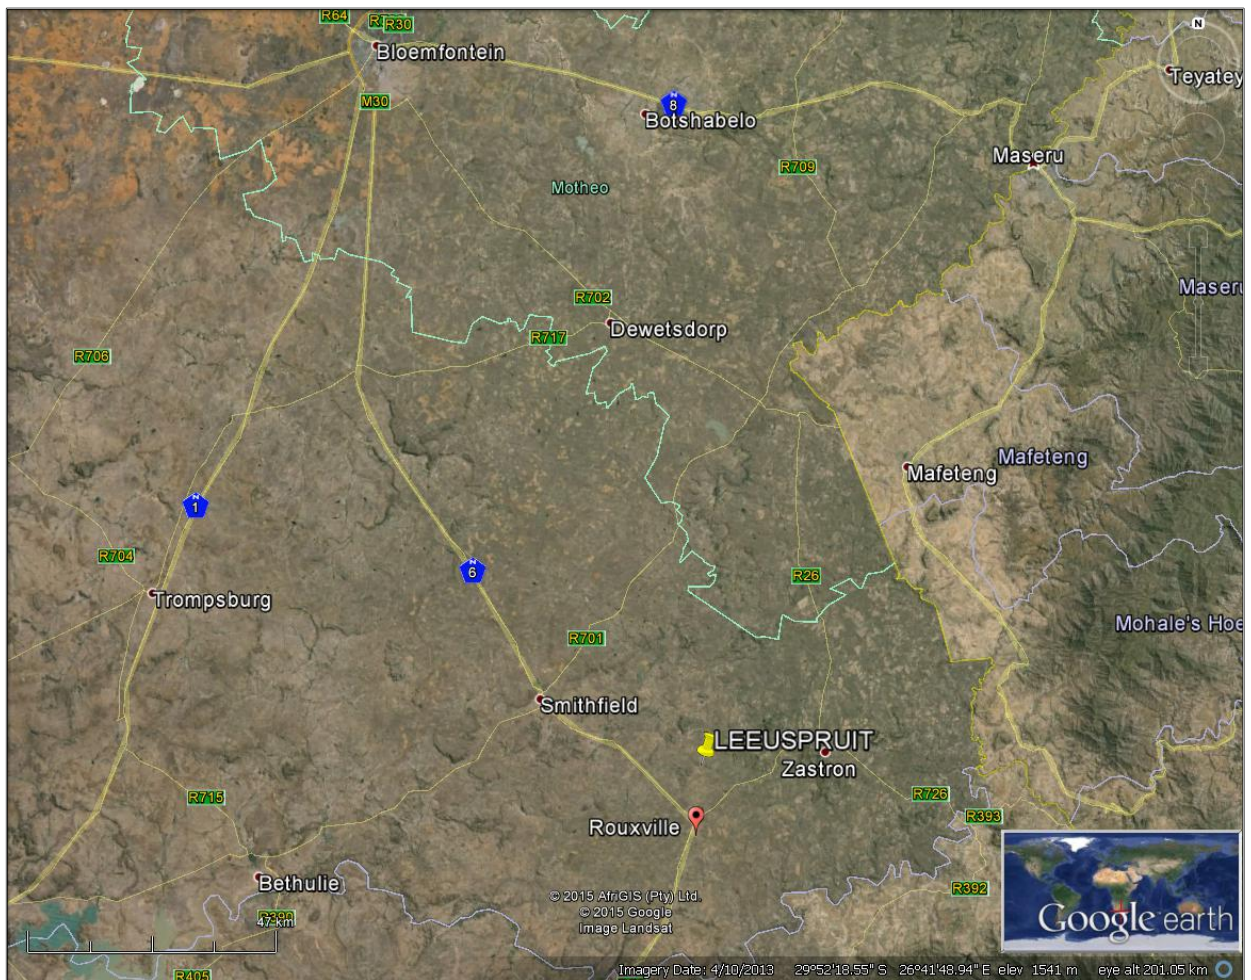 R64
R30
N
Bloemfontein
Teyatey
M30
N
8
Botshabelo
Maseru
R709
Motheo
Maseru
R702
Dewetsdorp
R717
R706
Mafeteng
Mafeteng
N
1
R704
N
6
R26
Trompsburg
Mohale's Hoe
R701
Smithfield
LEEUSPRUIT
Zastron
R715
R726
R393
Rouxville
Bethulie
R392
© 2015 AfriGIS (Pty) Ltd.
© 2015 Google
Image Landsat
R390
47 km
Google earth
R405
Imagery Date: 4/10/2013 29°52'18.55" S 26°41'48.94" E elev 1541 m eye alt 201.05 km